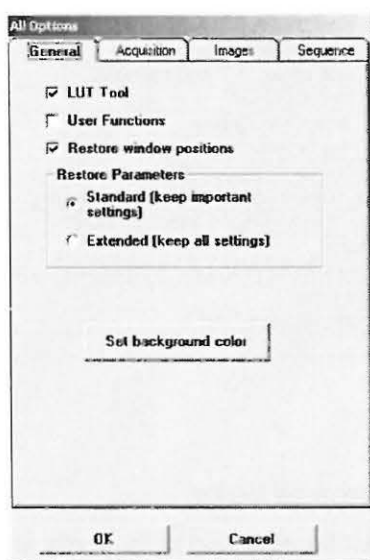 All Options
General
Acquisition
Images
Sequence
LUT Tool
User Functions
Restore window positions
Restore Parameters
Standard (keep important
settings)
Extended (keep all settings)
Set background color
OK
Cancel